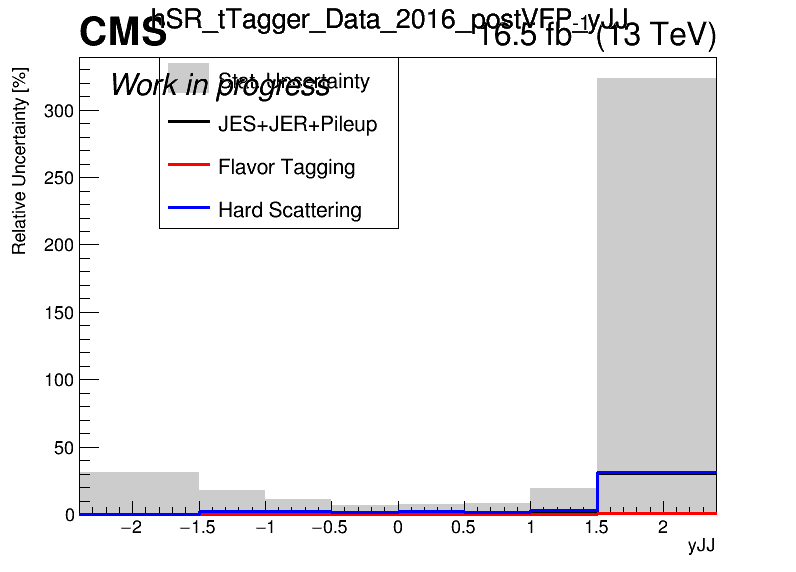 hSR_tTagger_Data_2016_postVFP_yJJ
CMS
16.5 fb⁻¹ (13 TeV)
Work in progress
Stat. Uncertainty
JES+JER+Pileup
Flavor Tagging
Hard Scattering
Relative Uncertainty [%]
300
250
200
150
100
50
0
−2 −1.5 −1 −0.5 0 0.5 1 1.5 2
yJJ